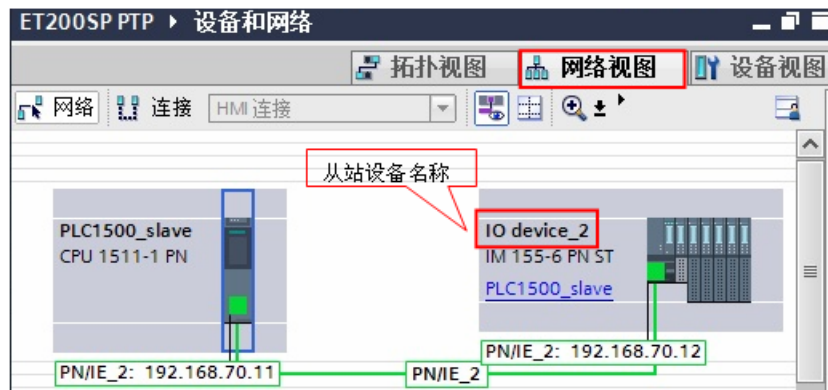 ET200SP PTP ▸ 设备和网络
拓扑视图
网络视图
设备视图
网络
连接
HMI 连接
从站设备名称
PLC1500_slave
CPU 1511-1 PN
IO device_2
IM 155-6 PN ST
PLC1500_slave
PN/IE_2: 192.168.70.12
PN/IE_2: 192.168.70.11
PN/IE_2